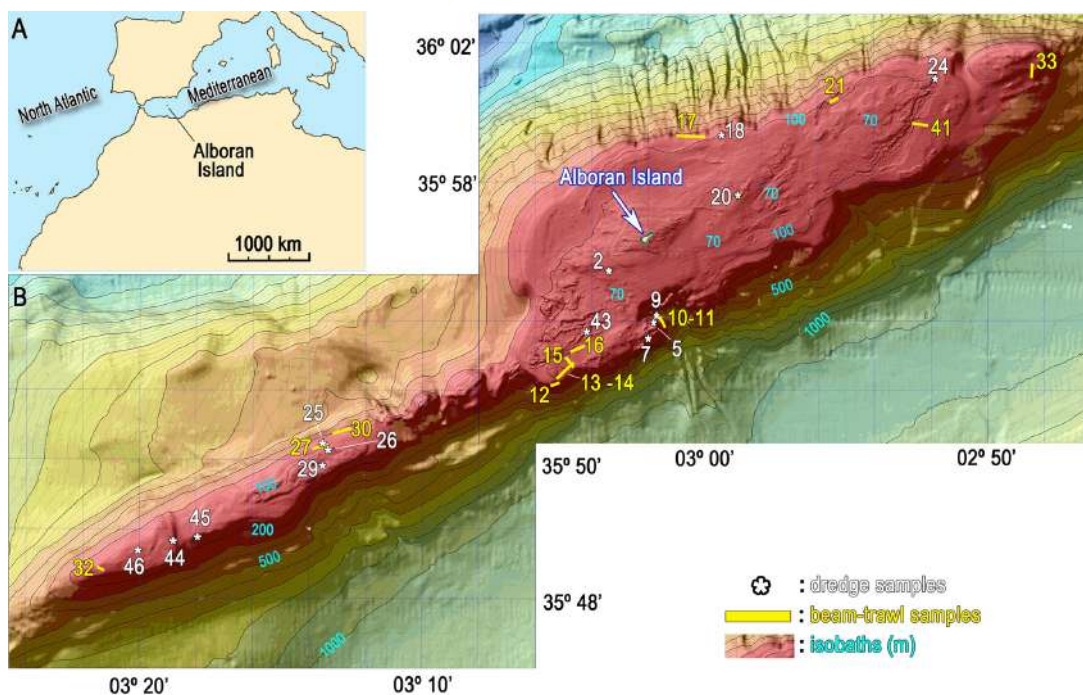 A
North Atlantic
Mediterranean
Alboran
Island
1000 km
B
36º 02'
35º 58'
35º 50'
35º 48'
03º 20'
03º 10'
03º 00'
02º 50'
Alboran Island
33
24
21
41
17
18
20
2
9
10-11
43
16
15
7
5
13 -14
12
25
30
27
26
29
45
46
44
32
100
70
70
70
100
70
500
1000
100
200
500
1000
: dredge samples
: beam-trawl samples
: isobaths (m)